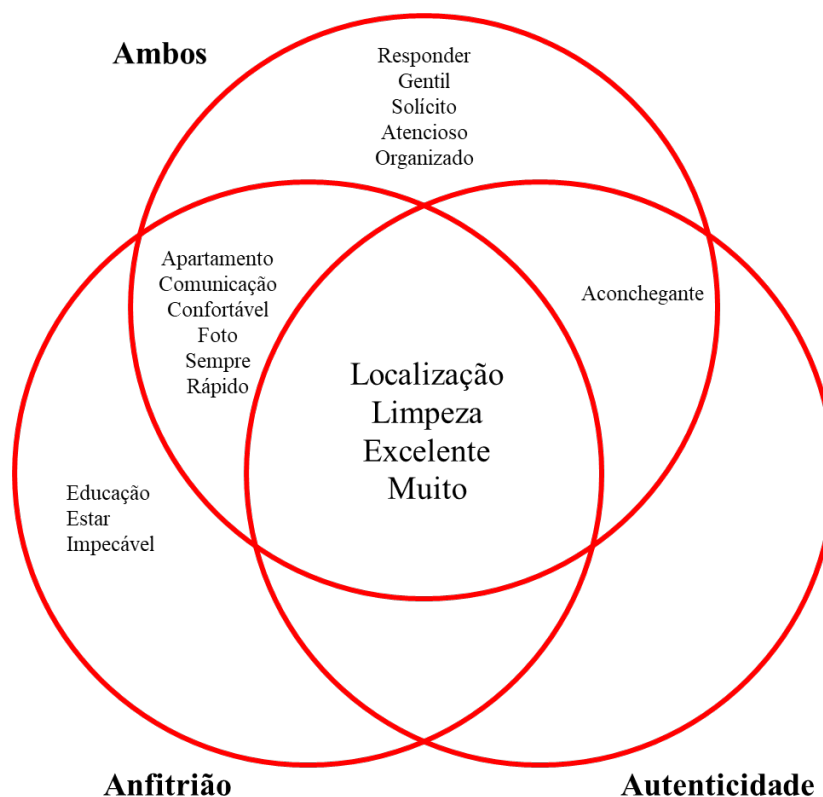 Ambos
Responder
Gentil
Solícito
Atencioso
Organizado
Apartamento
Comunicação
Confortável
Foto
Sempre
Rápido
Aconchegante
Localização
Limpeza
Excelente
Muito
Educação
Estar
Impecável
Anfitrião
Autenticidade